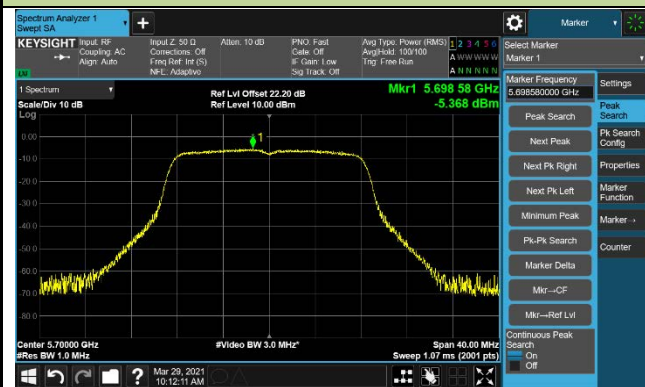 Spectrum Analyzer 1
Swept SA
+
Marker
KEYSIGHT
Input: RF
Coupling: AC
Align: Auto
Input Z: 50 Ω
Corrections: Off
Freq Ref: Int (S)
NFE: Adaptive
Atten: 10 dB
PNO: Fast
Gate: Off
IF Gain: Low
Sig Track: Off
Avg Type: Power (RMS)
Avg|Hold: 100/100
Trig: Free Run
1 2 3 4 5 6
A W W W W W
A N N N N N
Select Marker
Marker 1
1 Spectrum
Scale/Div 10 dB
Log
Ref Lvl Offset 22.20 dB
Ref Level 10.00 dBm
Mkr1 5.698 58 GHz
-5.368 dBm
1
0.00
-10.0
-20.0
-30.0
-40.0
-50.0
-60.0
-70.0
-80.0
Center 5.70000 GHz
#Res BW 1.0 MHz
#Video BW 3.0 MHz*
Span 40.00 MHz
Sweep 1.07 ms (2001 pts)
Marker Frequency
5.698580000 GHz
Peak Search
Next Peak
Next Pk Right
Next Pk Left
Minimum Peak
Pk-Pk Search
Marker Delta
Mkr→CF
Mkr→Ref Lvl
Continuous Peak
Search
On
Off
Settings
Peak
Search
Pk Search
Config
Properties
Marker
Function
Marker→
Counter
?
Mar 29, 2021
10:12:11 AM